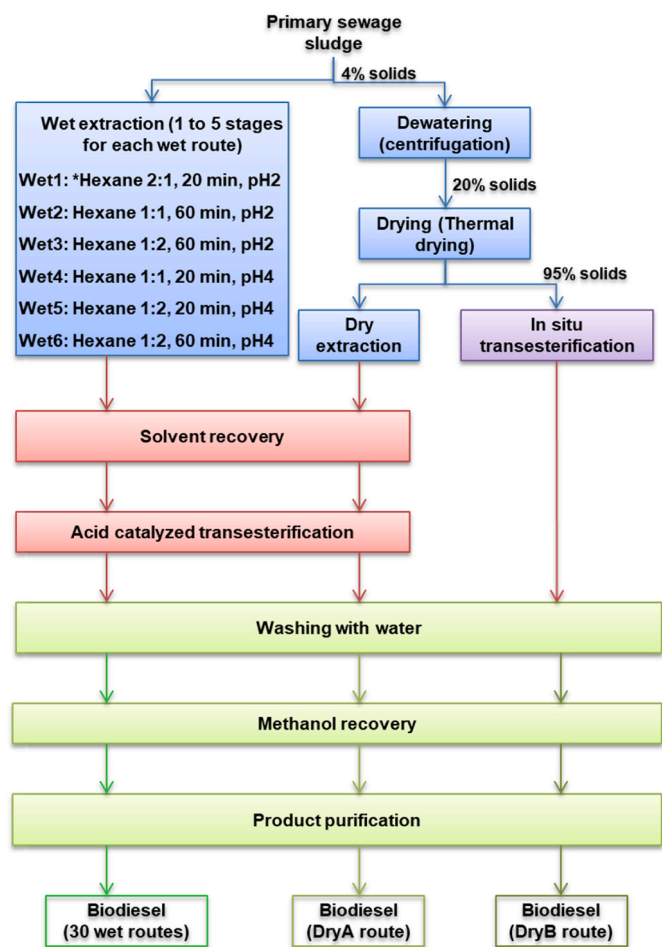 Primary sewage
sludge
4% solids
Wet extraction (1 to 5 stages
for each wet route)
Wet1: *Hexane 2:1, 20 min, pH2
Wet2: Hexane 1:1, 60 min, pH2
Wet3: Hexane 1:2, 60 min, pH2
Wet4: Hexane 1:1, 20 min, pH4
Wet5: Hexane 1:2, 20 min, pH4
Wet6: Hexane 1:2, 60 min, pH4
Dewatering
(centrifugation)
20% solids
Drying (Thermal
drying)
95% solids
Dry
extraction
In situ
transesterification
Solvent recovery
Acid catalyzed transesterification
Washing with water
Methanol recovery
Product purification
Biodiesel
(30 wet routes)
Biodiesel
(DryA route)
Biodiesel
(DryB route)